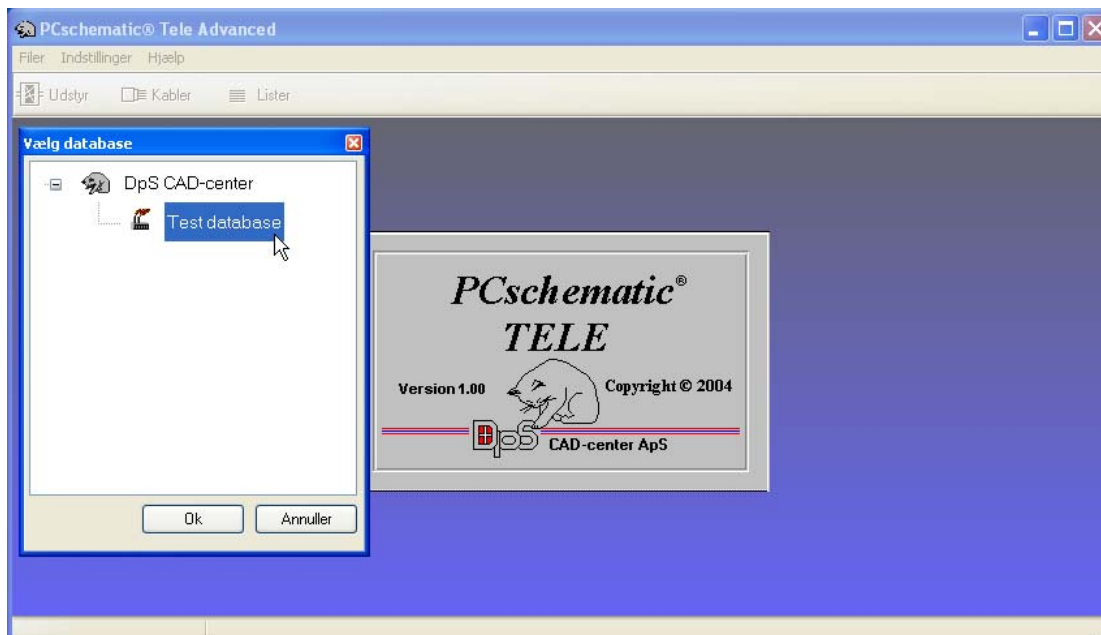 PCschematic® Tele Advanced
Filer Indstillinger Hjælp
Udstyr Kabler Lister
Vælg database
DpS CAD-center
Test database
Ok Annuller
PCschematic®
TELE
Version 1.00 Copyright © 2004
DpS CAD-center ApS